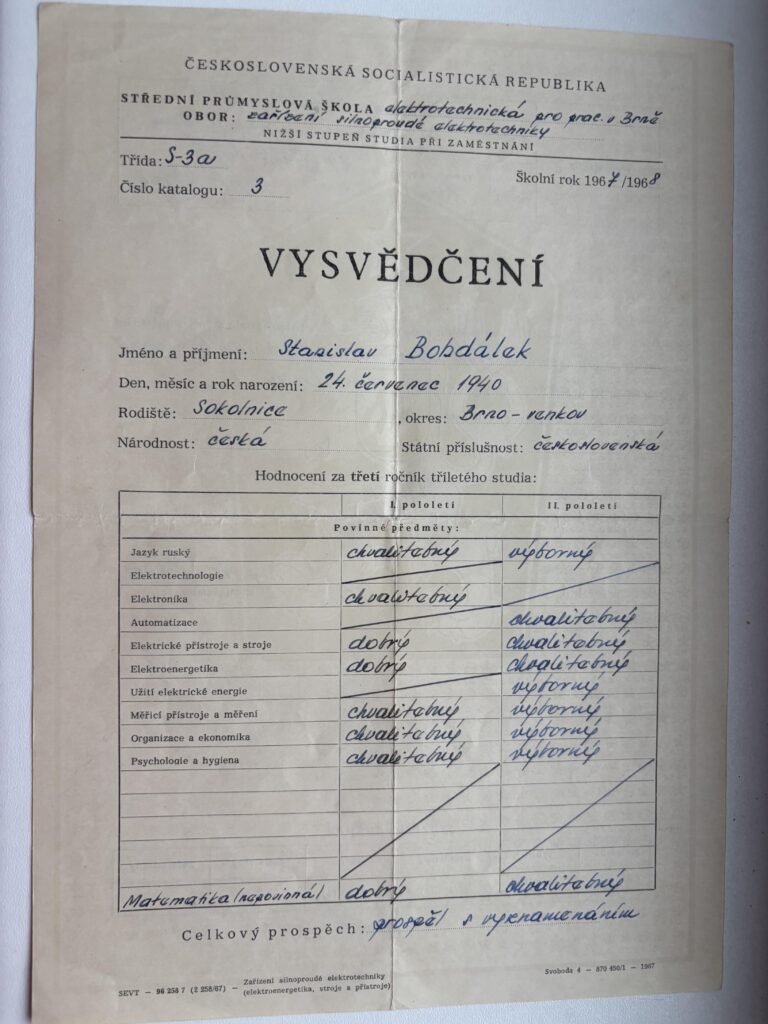 ČESKOSLOVENSKÁ SOCIALISTICKÁ REPUBLIKA
STŘEDNÍ PRŮMYSLOVÁ ŠKOLA elektrotechnická pro prac. v Brně
OBOR: zařízení silnoproudé elektrotechniky
NIŽŠÍ STUPEŇ STUDIA PŘI ZAMĚSTNÁNÍ
Třída: S-3a
Školní rok 1967/1968
Číslo katalogu: 3
VYSVĚDČENÍ
Jméno a příjmení: Stanislav Bohdálek
Den, měsíc a rok narození: 24. červenec 1940
Rodiště: Sokolnice, okres: Brno-venkov
Národnost: česká Státní příslušnost: československá
Hodnocení za třetí ročník tříletého studia:
I. pololetí II. pololetí
Povinné předměty:
Jazyk ruský chvalitebný výborný
Elektrotechnologie
Elektronika chvalitebný
Automatizace chvalitebný
Elektrické přístroje a stroje dobrý chvalitebný
Elektroenergetika dobrý chvalitebný
Užití elektrické energie výborný
Měřicí přístroje a měření chvalitebný výborný
Organizace a ekonomika chvalitebný výborný
Psychologie a hygiena chvalitebný výborný
Matematika (nepovinná) dobrý chvalitebný
Celkový prospěch: prospěl s vyznamenáním
SEVT — 96 258 7 (2 258/67) — Zařízení silnoproudé elektrotechniky
(elektroenergetika, stroje a přístroje)
Svoboda 4 — 870 450/1 — 1967